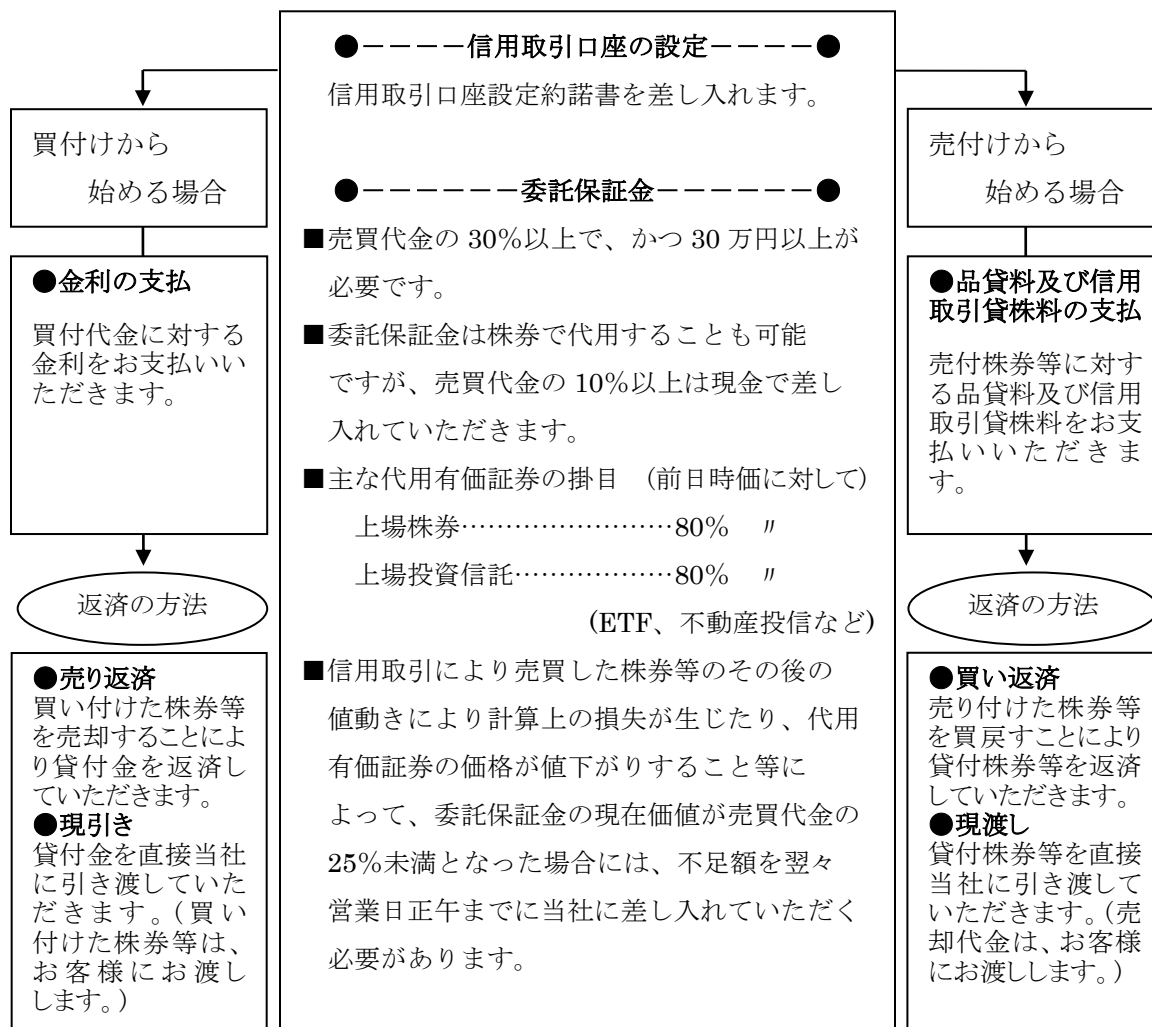 ●－－－－信用取引口座の設定－－－－●
信用取引口座設定約諾書を差し入れます。
●－－－－－－委託保証金－－－－－－●
■売買代金の 30％以上で、かつ 30 万円以上が
必要です。
■委託保証金は株券で代用することも可能
ですが、売買代金の 10％以上は現金で差し
入れていただきます。
■主な代用有価証券の掛目　(前日時価に対して)
上場株券……………………80％　〃
上場投資信託………………80％　〃
(ETF、不動産投信など)
■信用取引により売買した株券等のその後の
値動きにより計算上の損失が生じたり、代用
有価証券の価格が値下がりすること等に
よって、委託保証金の現在価値が売買代金の
25％未満となった場合には、不足額を翌々
営業日正午までに当社に差し入れていただく
必要があります。
買付けから
始める場合
●金利の支払
買付代金に対する
金利をお支払いい
ただきます。
返済の方法
●売り返済
買い付けた株券等
を売却することによ
り貸付金を返済し
ていただきます。
●現引き
貸付金を直接当社
に引き渡していた
だきます。(買い
付けた株券等は、
お客様にお渡し
します。)
売付けから
始める場合
●品貸料及び信用
取引貸株料の支払
売付株券等に対す
る品貸料及び信用
取引貸株料をお支
払いいただきま
す。
返済の方法
●買い返済
売り付けた株券等
を買戻すことにより
貸付株券等を返済
していただきます。
●現渡し
貸付株券等を直接
当社に引き渡して
いただきます。(売
却代金は、お客様
にお渡しします。)